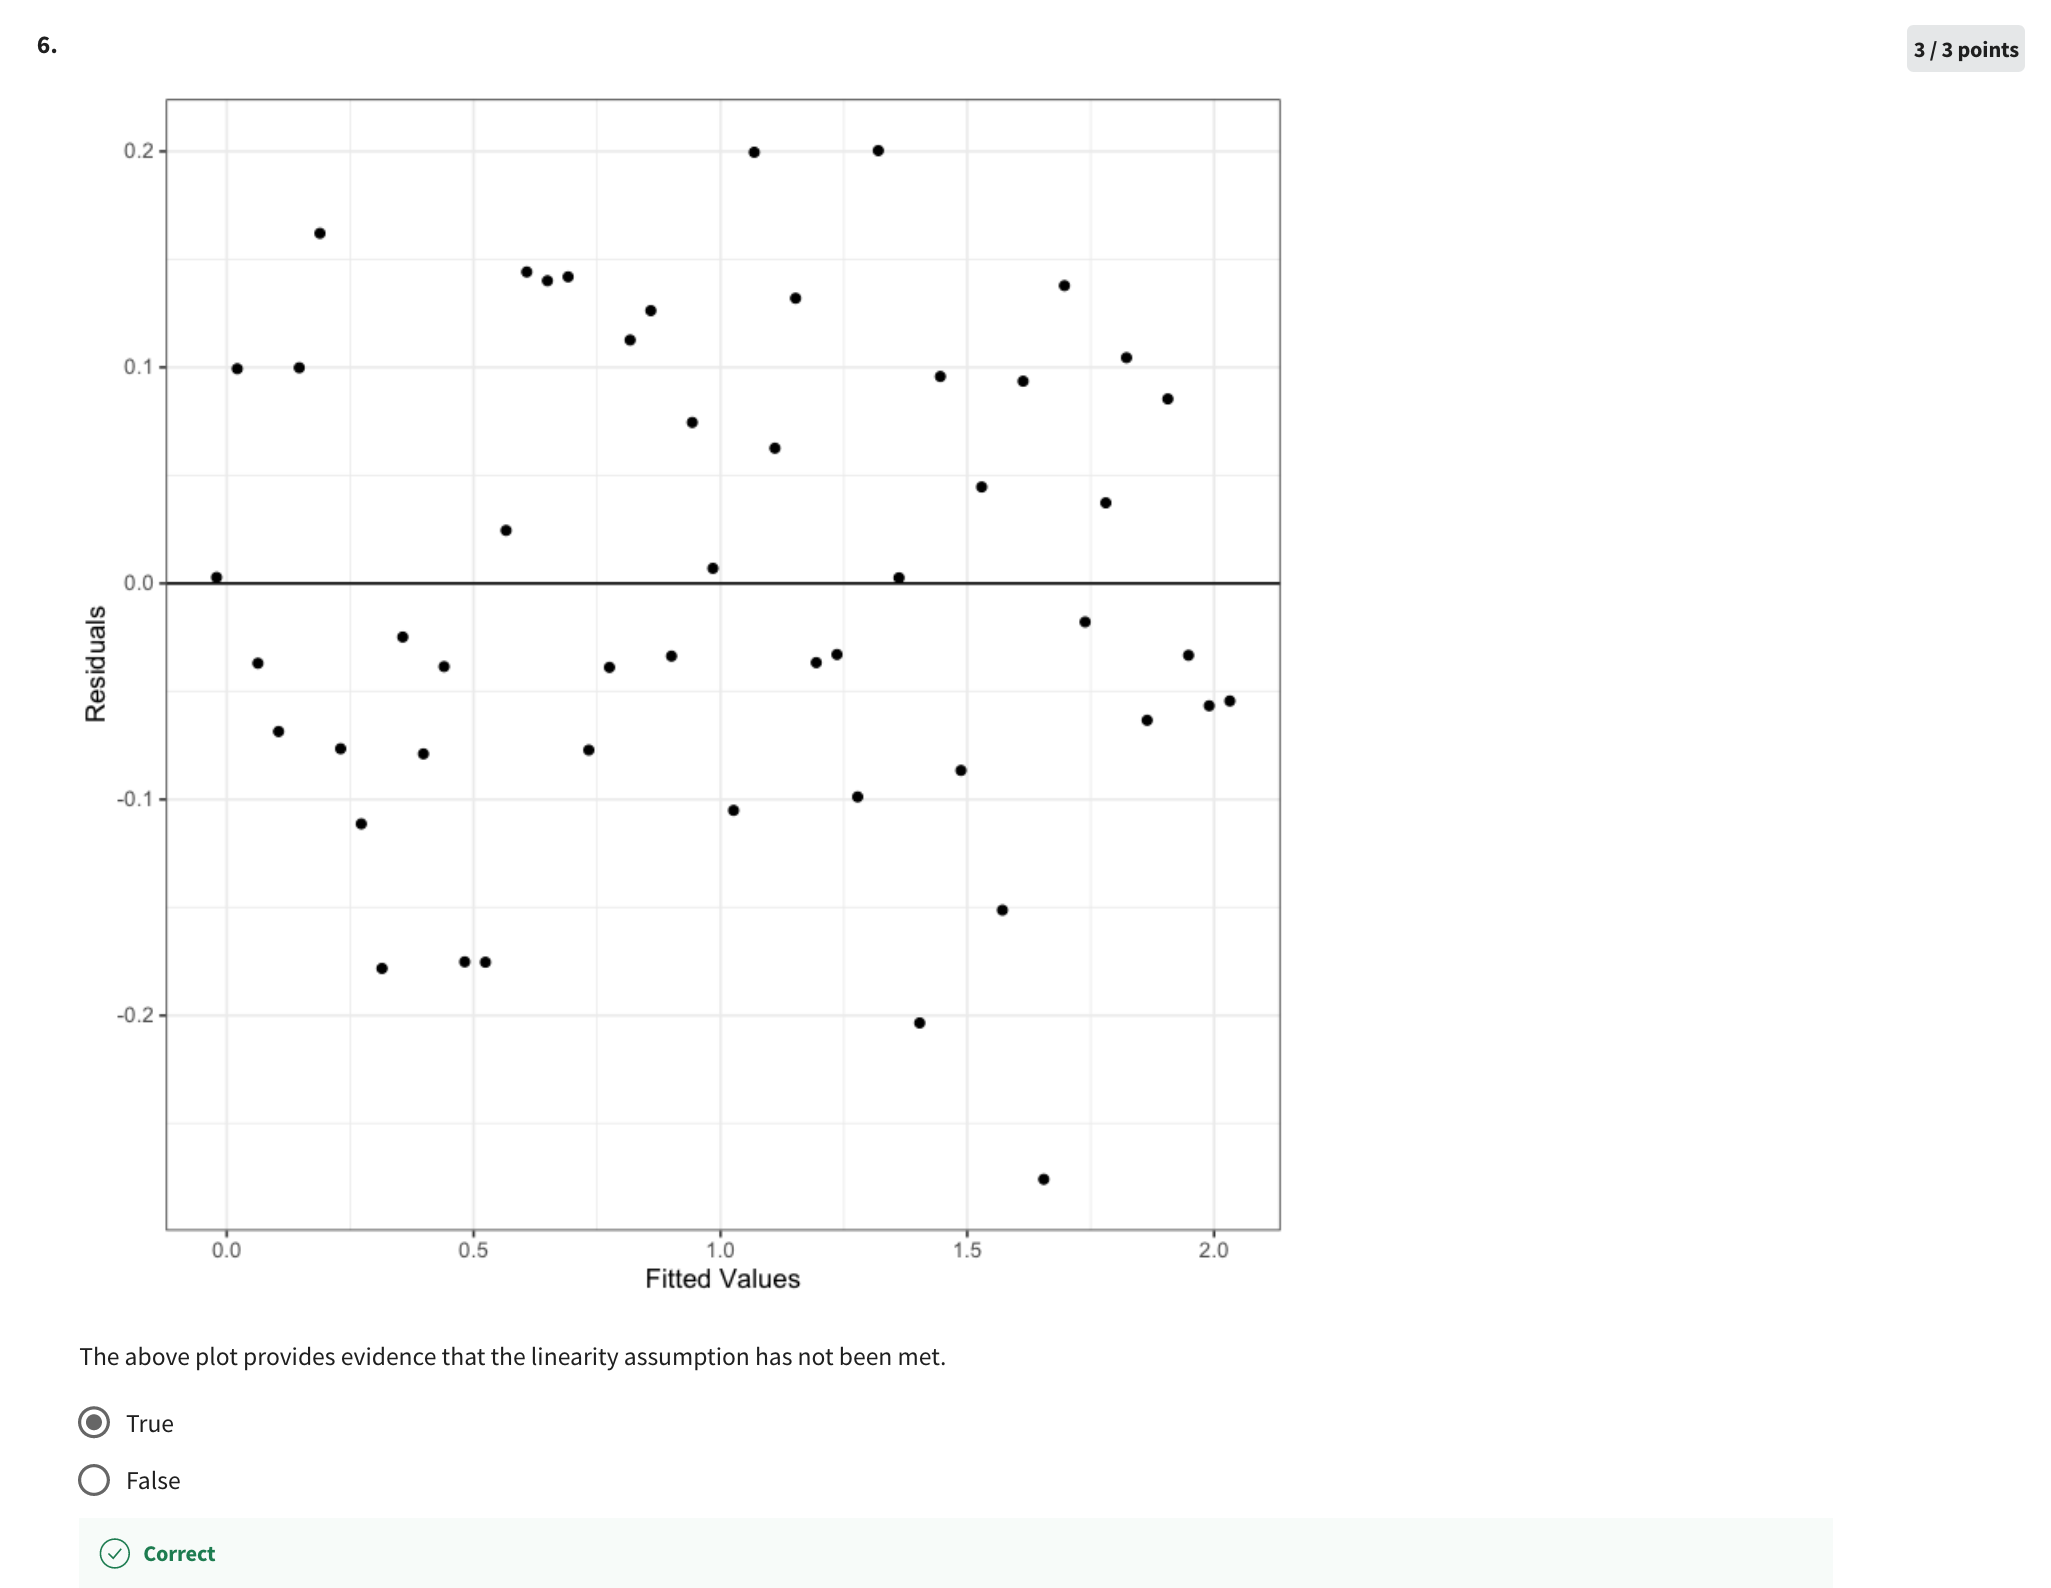 6.
3 / 3 points
0.2
0.1
0.0
-0.1
-0.2
Residuals
0.0 0.5 1.0 1.5 2.0
Fitted Values
The above plot provides evidence that the linearity assumption has not been met.
True
False
Correct